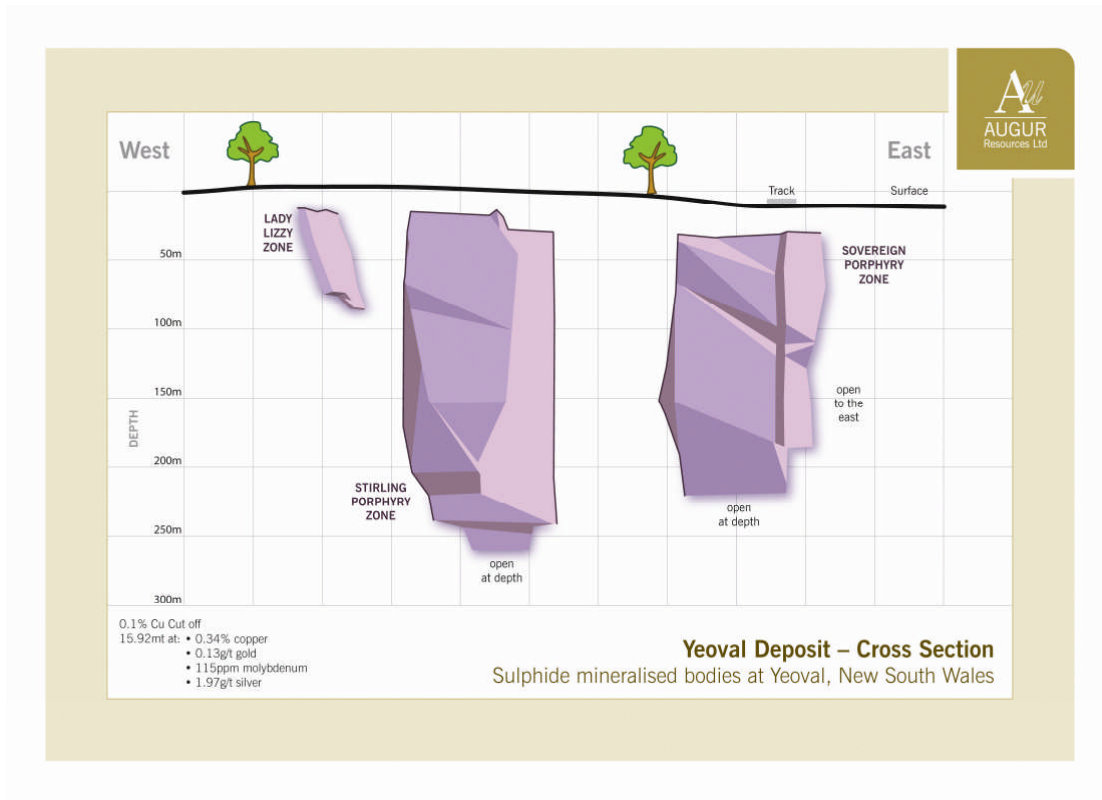 Au
AUGUR
Resources Ltd
West
East
Track
Surface
LADY
LIZZY
ZONE
SOVEREIGN
PORPHYRY
ZONE
50m
100m
150m
200m
250m
300m
DEPTH
open
to the
east
STIRLING
PORPHYRY
ZONE
open
at depth
open
at depth
0.1% Cu Cut off
15.92mt at: • 0.34% copper
• 0.13g/t gold
• 115ppm molybdenum
• 1.97g/t silver
Yeoval Deposit – Cross Section
Sulphide mineralised bodies at Yeoval, New South Wales